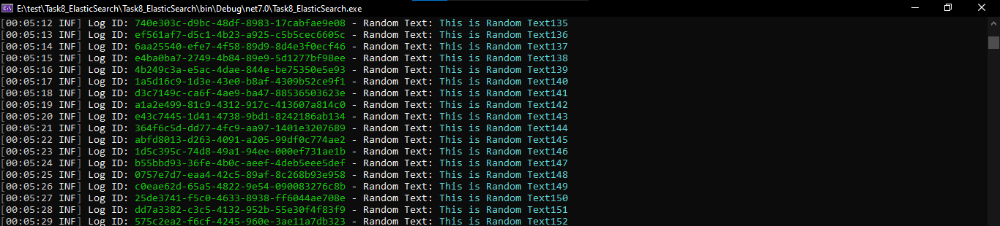 E:\test\Task8_ElasticSearch\Task8_ElasticSearch\bin\Debug\net7.0\Task8_ElasticSearch.exe
[00:05:12 INF] Log ID: 740e303c-d9bc-48df-8983-17cabfae9e08 - Random Text: This is Random Text135
[00:05:13 INF] Log ID: ef561af7-d5c1-4b23-a925-c5b5cec6605c - Random Text: This is Random Text136
[00:05:14 INF] Log ID: 6aa25540-efe7-4f58-89d9-8d4e3f0ecf46 - Random Text: This is Random Text137
[00:05:15 INF] Log ID: e4ba0ba7-2749-4b84-89e9-5d1277bf98ee - Random Text: This is Random Text138
[00:05:16 INF] Log ID: 4b249c3a-e5ac-4dae-844e-be75350e5e93 - Random Text: This is Random Text139
[00:05:17 INF] Log ID: 1a5d16c9-1d3e-43e0-b8af-4309b52ce9f1 - Random Text: This is Random Text140
[00:05:18 INF] Log ID: d3c7149c-ca6f-4ae9-ba47-88536503623e - Random Text: This is Random Text141
[00:05:19 INF] Log ID: a1a2e499-81c9-4312-917c-413607a814c0 - Random Text: This is Random Text142
[00:05:20 INF] Log ID: e43c7445-1d41-4738-9bd1-8242186ab134 - Random Text: This is Random Text143
[00:05:21 INF] Log ID: 364f6c5d-dd77-4fc9-aa97-1401e3207689 - Random Text: This is Random Text144
[00:05:22 INF] Log ID: abfd8013-d263-4091-a205-99df0c774ae2 - Random Text: This is Random Text145
[00:05:23 INF] Log ID: 1d5c395c-74d8-49a1-94ee-000ef731ae1b - Random Text: This is Random Text146
[00:05:24 INF] Log ID: b55bbd93-36fe-4b0c-aeef-4deb5eee5def - Random Text: This is Random Text147
[00:05:25 INF] Log ID: 0757e7d7-eaa4-42c5-89af-8c268b93e958 - Random Text: This is Random Text148
[00:05:26 INF] Log ID: c0eae62d-65a5-4822-9e54-090083276c8b - Random Text: This is Random Text149
[00:05:27 INF] Log ID: 25de3741-f5c0-4633-8938-ff6044ae708e - Random Text: This is Random Text150
[00:05:28 INF] Log ID: dd7a3382-c3c5-4132-952b-55e30f4f83f9 - Random Text: This is Random Text151
[00:05:29 INF] Log ID: 575c2ea2-f6cf-4245-960e-3ae11a7db323 - Random Text: This is Random Text152